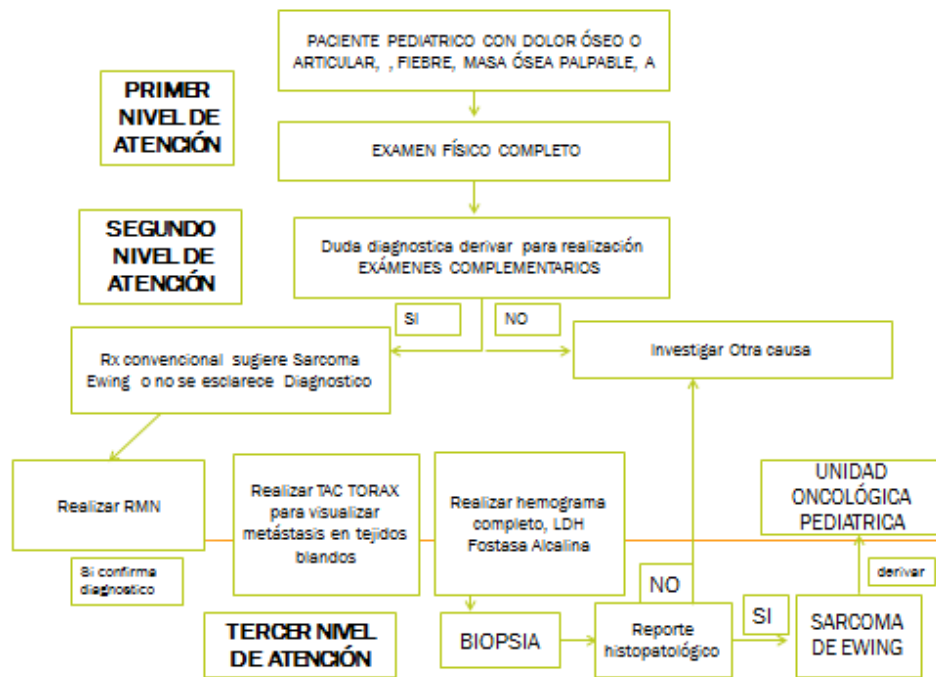 PACIENTE PEDIATRICO CON DOLOR ÓSEO O
ARTICULAR, , FIEBRE, MASA ÓSEA PALPABLE, A
PRIMER
NIVEL DE
ATENCIÓN
EXAMEN FÍSICO COMPLETO
SEGUNDO
NIVEL DE
ATENCIÓN
Duda diagnostica derivar para realización
EXÁMENES COMPLEMENTARIOS
SI
NO
Rx convencional sugiere Sarcoma
Ewing o no se esclarece Diagnostico
Investigar Otra causa
Realizar RMN
Realizar TAC TORAX
para visualizar
metástasis en tejidos
blandos
Realizar hemograma
completo, LDH
Fostasa Alcalina
UNIDAD
ONCOLÓGICA
PEDIATRICA
Si confirma
diagnostico
NO
derivar
TERCER NIVEL
DE ATENCIÓN
BIOPSIA
Reporte
histopatológico
SI
SARCOMA
DE EWING